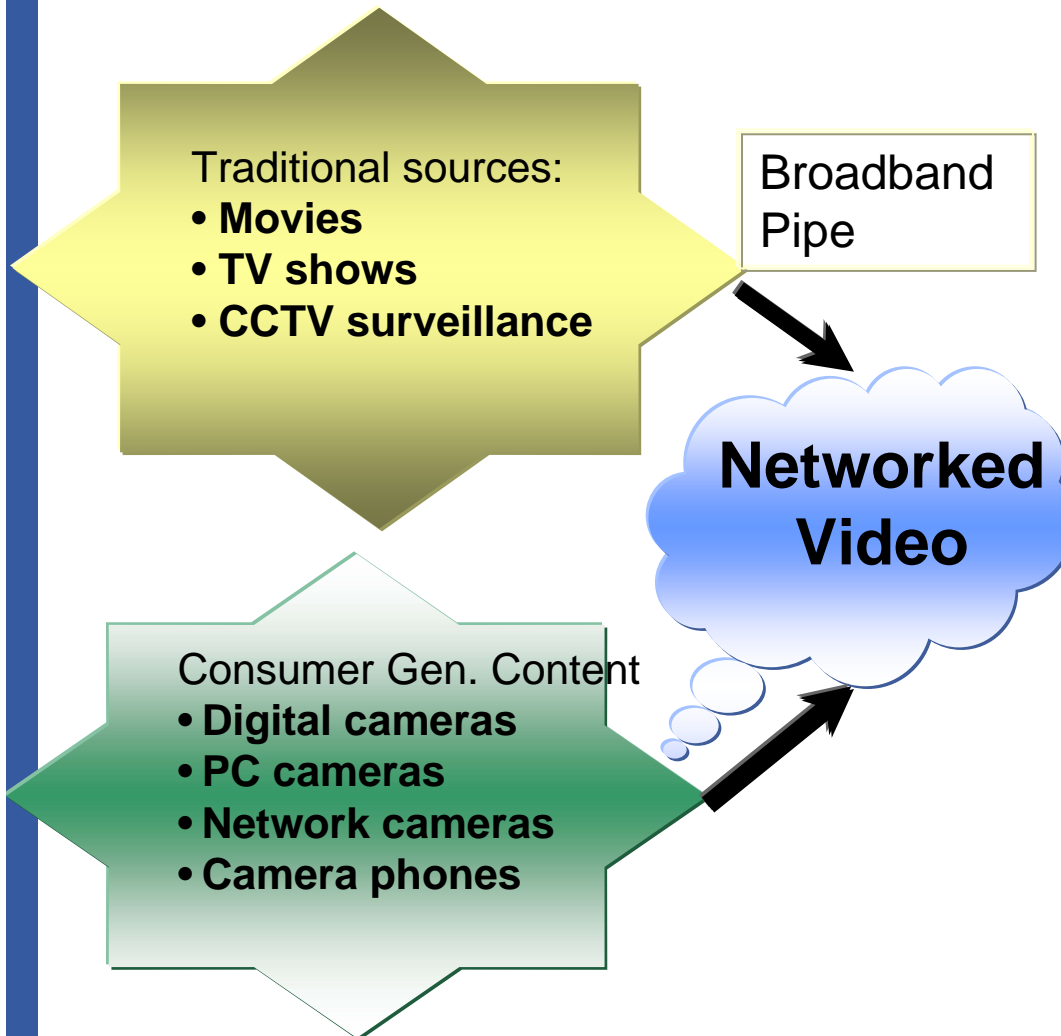 Traditional sources:
• Movies
• TV shows
• CCTV surveillance
Broadband
Pipe
Networked
Video
Consumer Gen. Content
• Digital cameras
• PC cameras
• Network cameras
• Camera phones